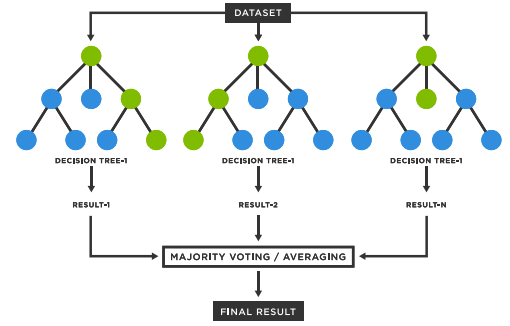 DATASET
DECISION TREE-1 DECISION TREE-1 DECISION TREE-1
RESULT-1 RESULT-2 RESULT-N
MAJORITY VOTING / AVERAGING
FINAL RESULT